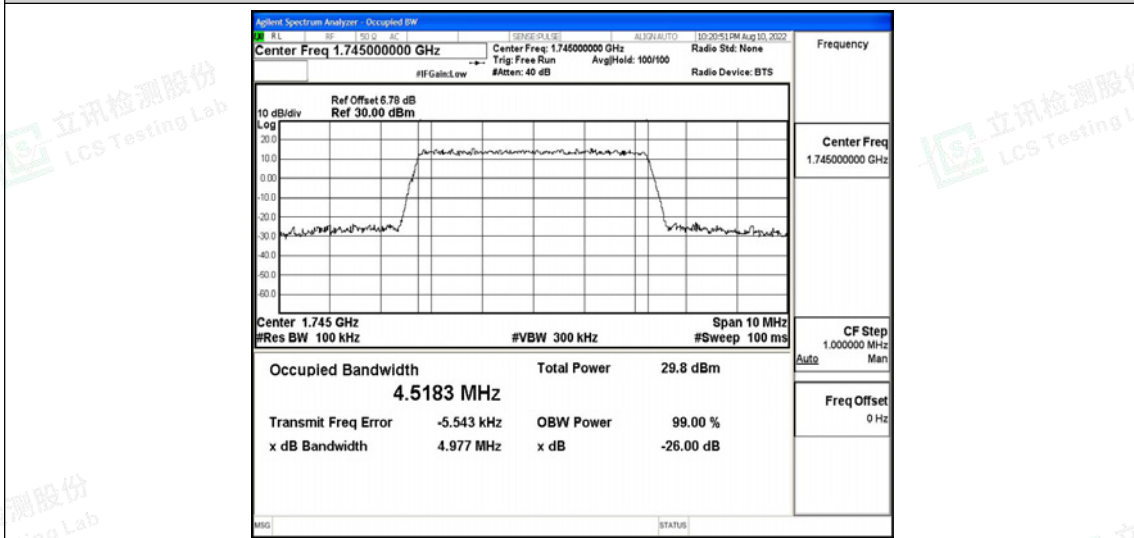 Agilent Spectrum Analyzer - Occupied BW
RL RF 50 Ω AC SENSE:PULSE ALIGNAUTO 10:20:51 PM Aug 10, 2022
Center Freq 1.745000000 GHz
Center Freq: 1.745000000 GHz
Radio Std: None
Trig: Free Run
Avg|Hold: 100/100
#IFGain:Low
#Atten: 40 dB
Radio Device: BTS
Frequency
Ref Offset 6.78 dB
10 dB/div
Ref 30.00 dBm
Log
20.0
10.0
0.00
-10.0
-20.0
-30.0
-40.0
-50.0
-60.0
Center 1.745 GHz
Span 10 MHz
#Res BW 100 kHz
#VBW 300 kHz
#Sweep 100 ms
Occupied Bandwidth
Total Power
29.8 dBm
4.5183 MHz
Transmit Freq Error
-5.543 kHz
OBW Power
99.00 %
x dB Bandwidth
4.977 MHz
x dB
-26.00 dB
Center Freq
1.745000000 GHz
CF Step
1.000000 MHz
Auto Man
Freq Offset
0 Hz
MSG
STATUS
立讯检测股份
LCS Testing Lab
立讯检测股份
LCS Testing L
测股份
ing Lab